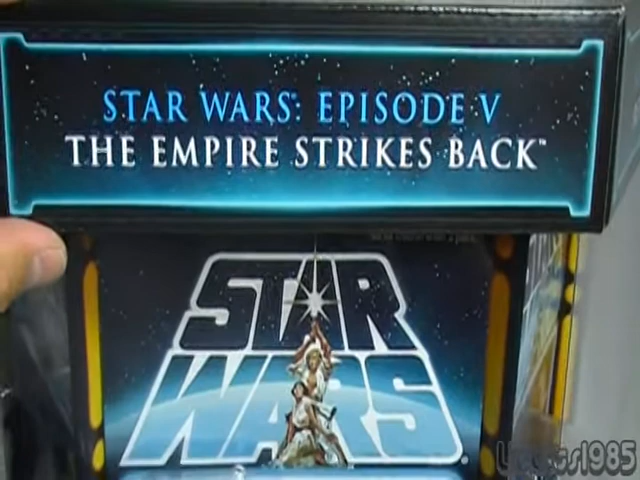 STAR WARS: EPISODE V
THE EMPIRE STRIKES BACK™
STAR
WARS